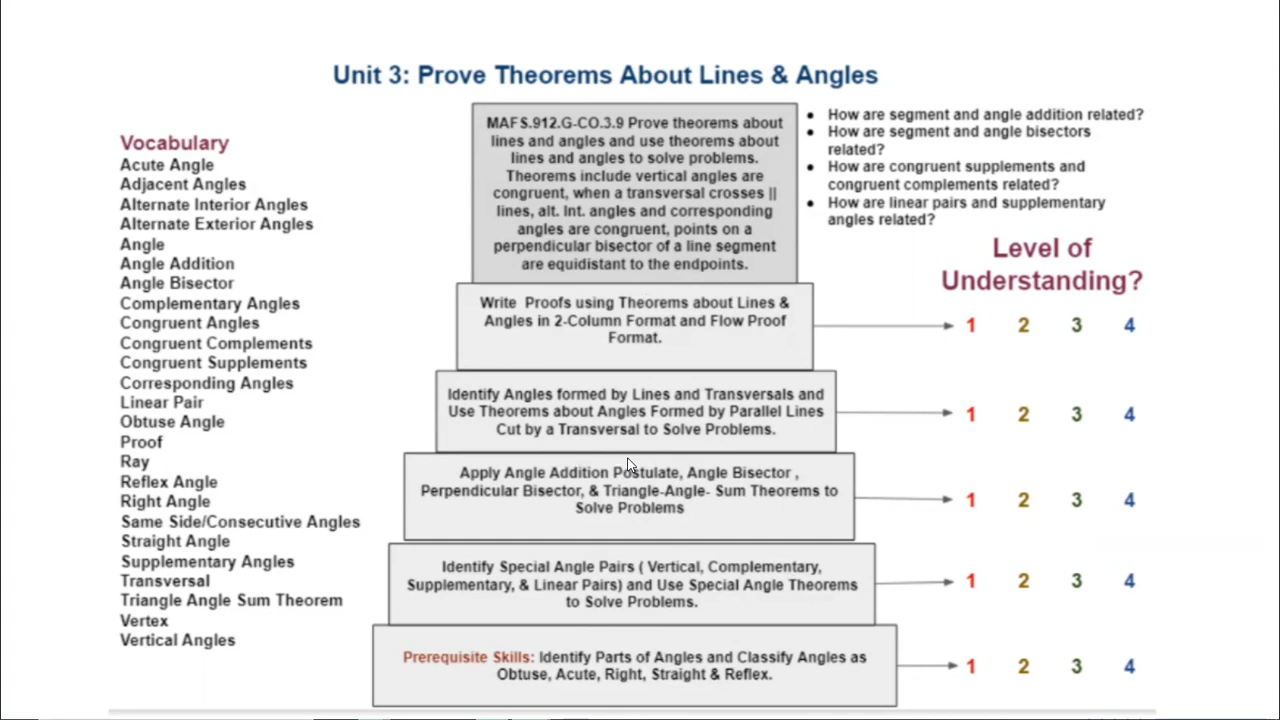 Unit 3: Prove Theorems About Lines & Angles
Vocabulary
Acute Angle
Adjacent Angles
Alternate Interior Angles
Alternate Exterior Angles
Angle
Angle Addition
Angle Bisector
Complementary Angles
Congruent Angles
Congruent Complements
Congruent Supplements
Corresponding Angles
Linear Pair
Obtuse Angle
Proof
Ray
Reflex Angle
Right Angle
Same Side/Consecutive Angles
Straight Angle
Supplementary Angles
Transversal
Triangle Angle Sum Theorem
Vertex
Vertical Angles
MAFS.912.G-CO.3.9 Prove theorems about
lines and angles and use theorems about
lines and angles to solve problems.
Theorems include vertical angles are
congruent, when a transversal crosses ||
lines, alt. Int. angles and corresponding
angles are congruent, points on a
perpendicular bisector of a line segment
are equidistant to the endpoints.
• How are segment and angle addition related?
• How are segment and angle bisectors
related?
• How are congruent supplements and
congruent complements related?
• How are linear pairs and supplementary
angles related?
Level of
Understanding?
Write Proofs using Theorems about Lines &
Angles in 2-Column Format and Flow Proof
Format.
1 2 3 4
Identify Angles formed by Lines and Transversals and
Use Theorems about Angles Formed by Parallel Lines
Cut by a Transversal to Solve Problems.
1 2 3 4
Apply Angle Addition Postulate, Angle Bisector ,
Perpendicular Bisector, & Triangle-Angle- Sum Theorems to
Solve Problems
1 2 3 4
Identify Special Angle Pairs ( Vertical, Complementary,
Supplementary, & Linear Pairs) and Use Special Angle Theorems
to Solve Problems.
1 2 3 4
Prerequisite Skills: Identify Parts of Angles and Classify Angles as
Obtuse, Acute, Right, Straight & Reflex.
1 2 3 4